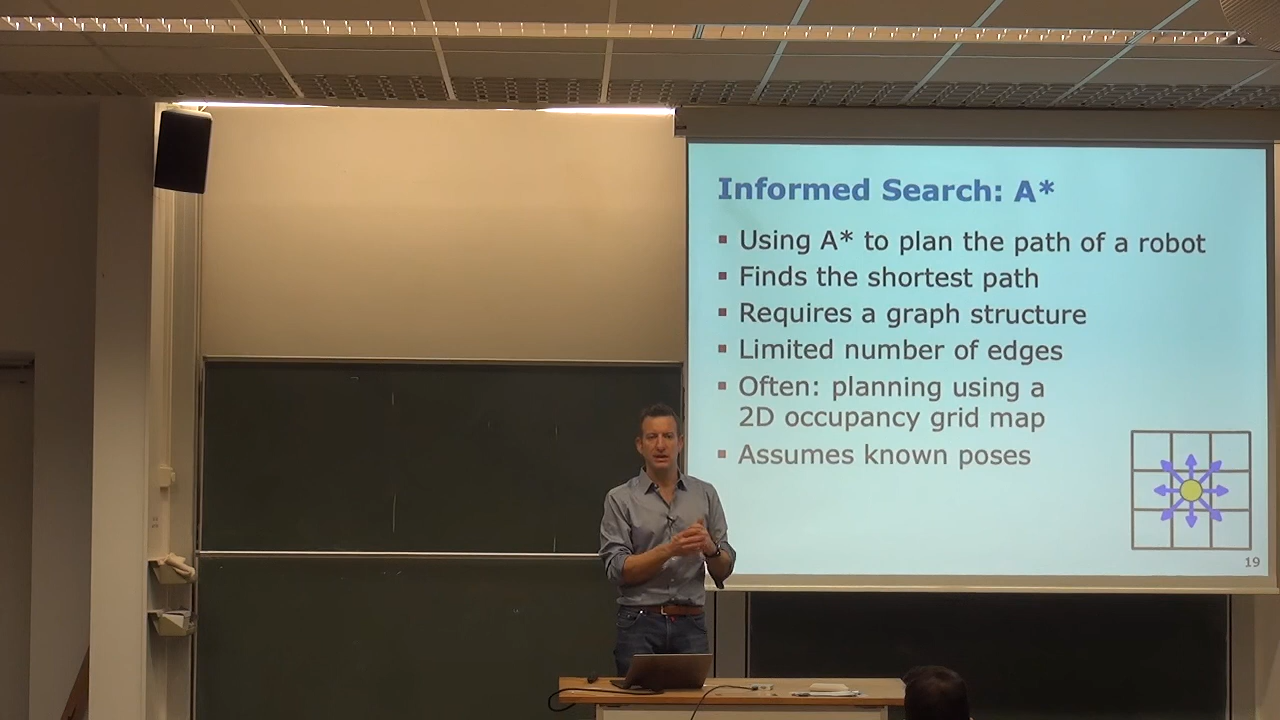 Informed Search: A*
▪ Using A* to plan the path of a robot
▪ Finds the shortest path
▪ Requires a graph structure
▪ Limited number of edges
▪ Often: planning using a
2D occupancy grid map
▪ Assumes known poses
19